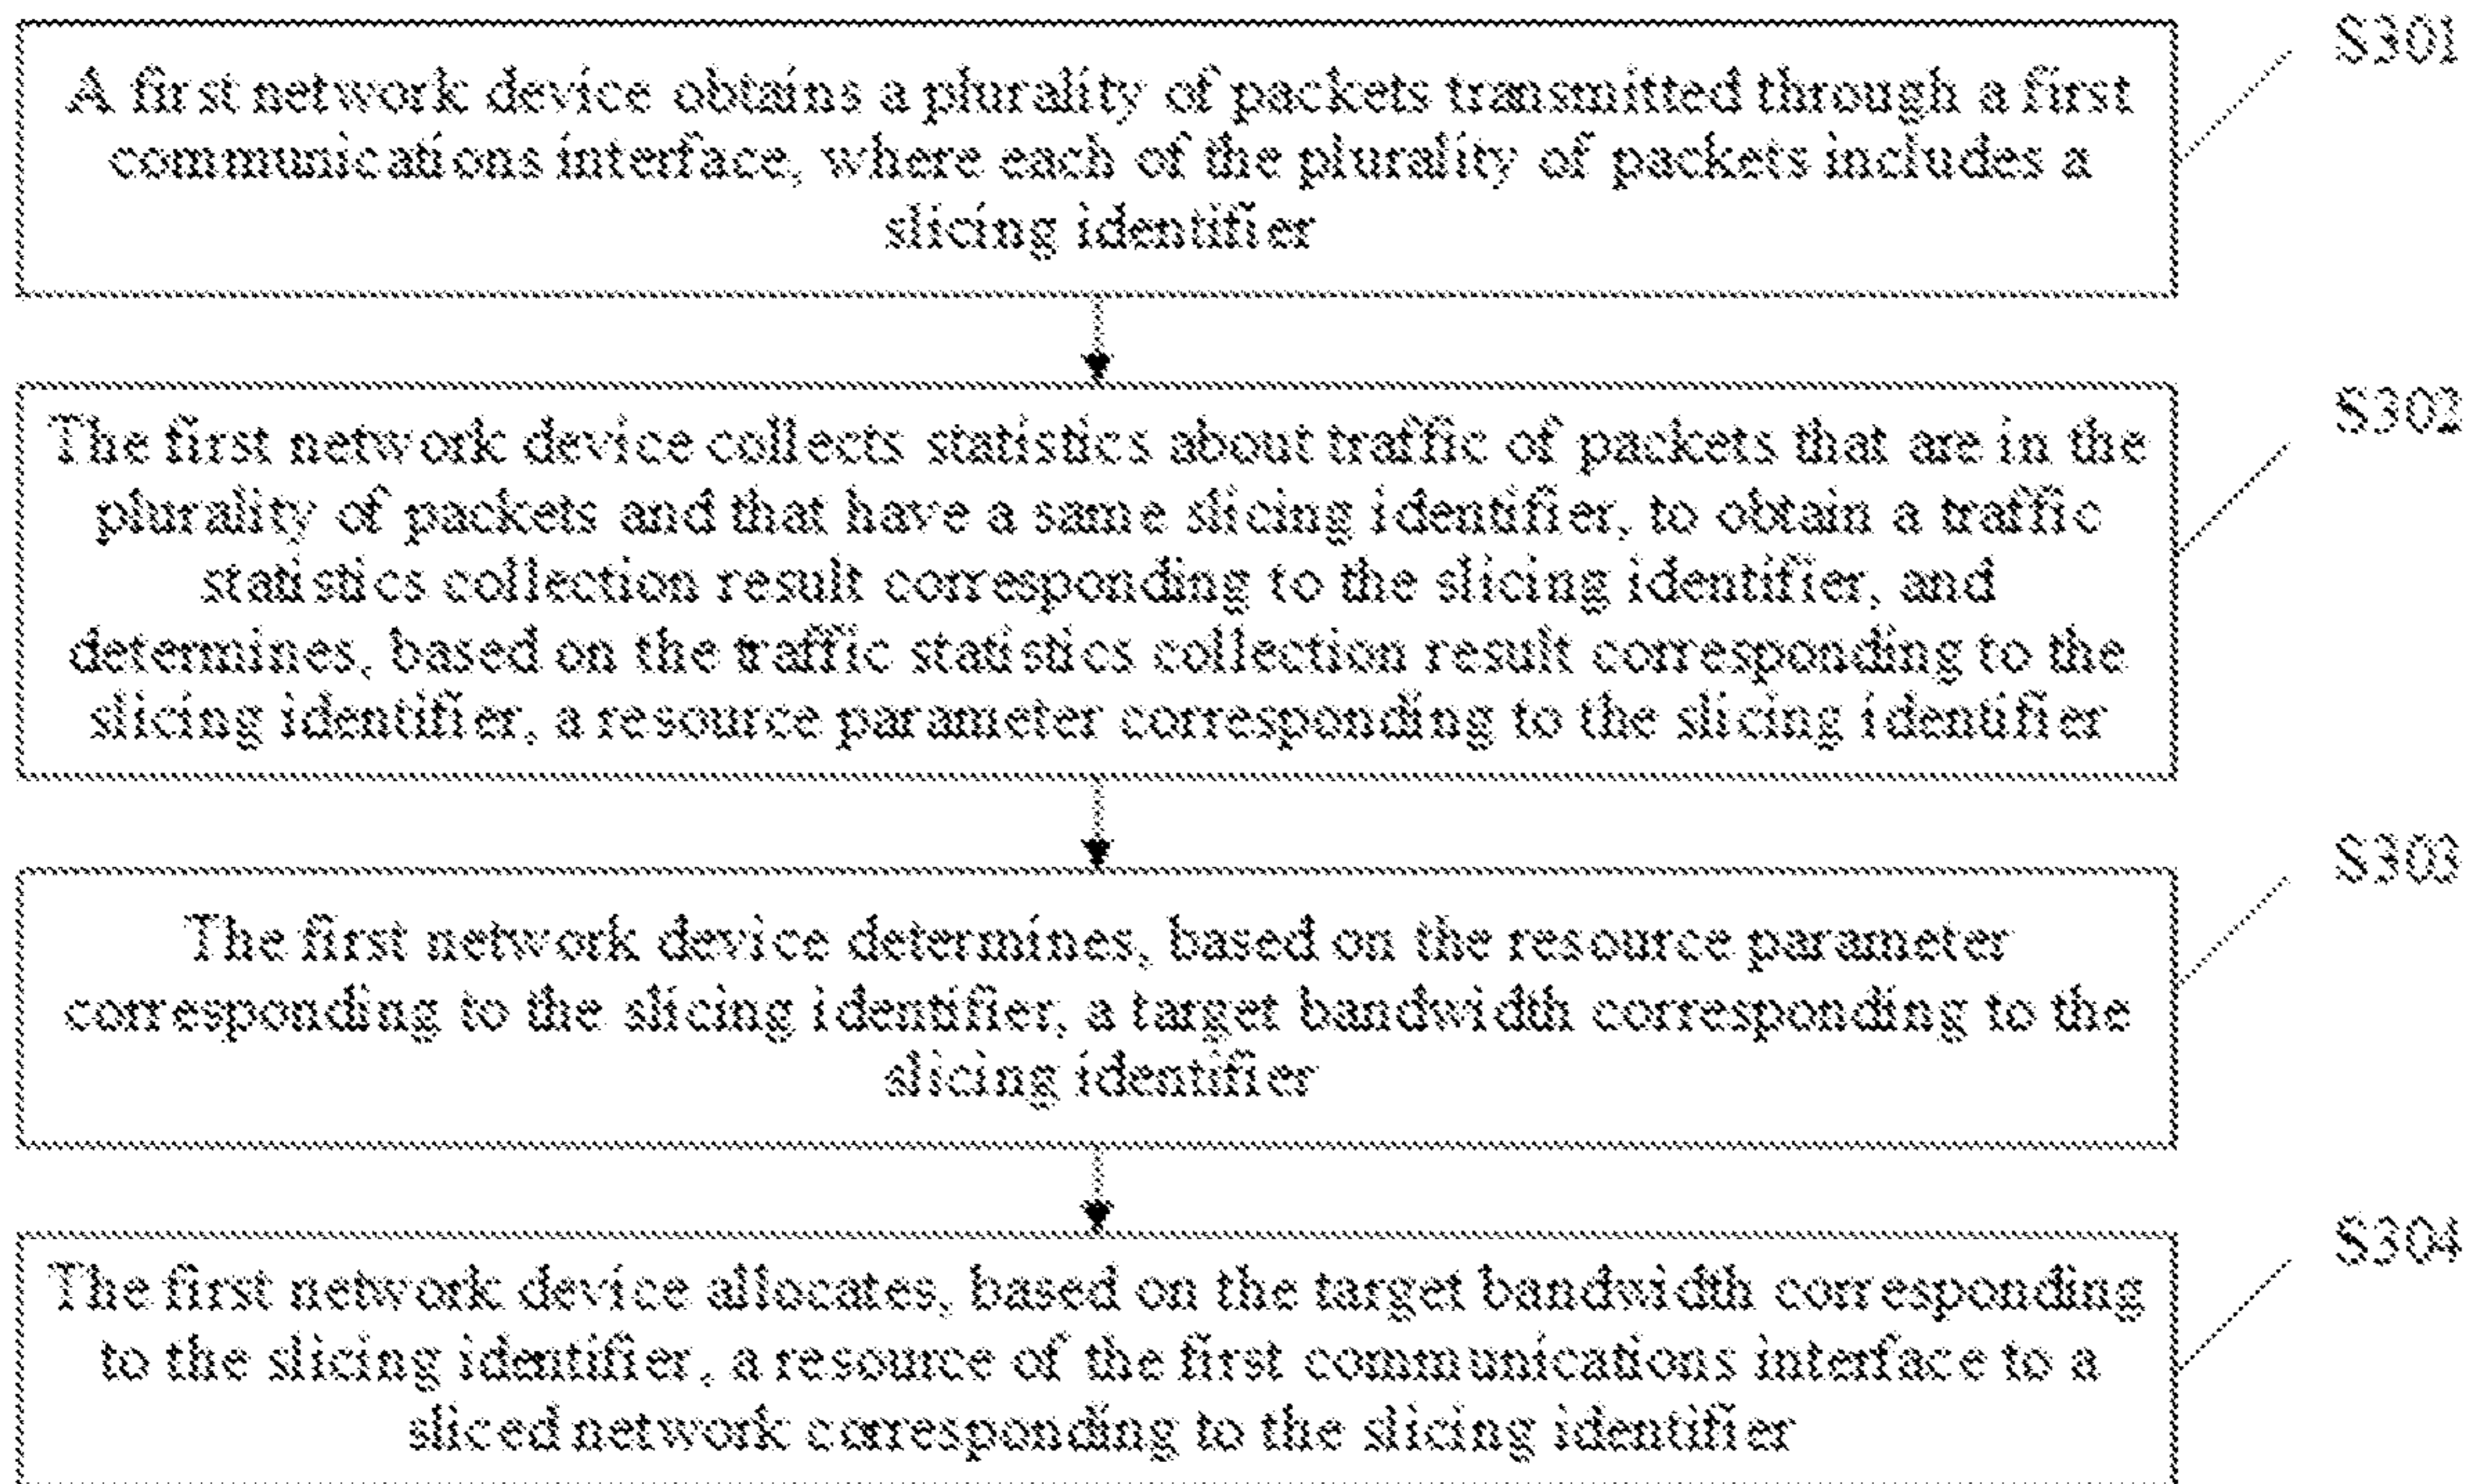 S301
A first network device obtains a plurality of packets transmitted through a first
communications interface, where each of the plurality of packets includes a
slicing identifier
S302
The first network device collects statistics about traffic of packets that are in the
plurality of packets and that have a same slicing identifier, to obtain a traffic
statistics collection result corresponding to the slicing identifier, and
determines, based on the traffic statistics collection result corresponding to the
slicing identifier, a resource parameter corresponding to the slicing identifier
S303
The first network device determines, based on the resource parameter
corresponding to the slicing identifier, a target bandwidth corresponding to the
slicing identifier
S304
The first network device allocates, based on the target bandwidth corresponding
to the slicing identifier, a resource of the first communications interface to a
sliced network corresponding to the slicing identifier